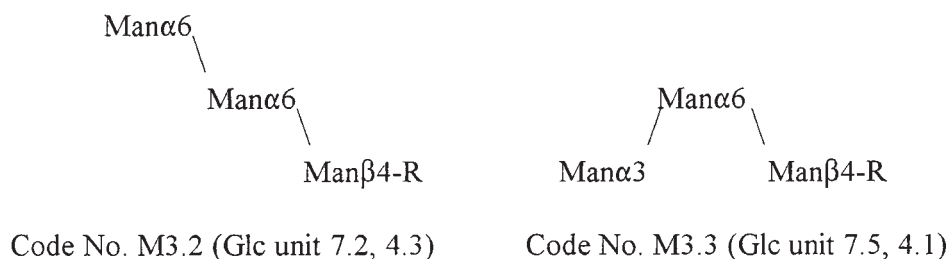 Manα6
Manα6
Manβ4-R
Code No. M3.2 (Glc unit 7.2, 4.3)
Manα6
Manα3 Manβ4-R
Code No. M3.3 (Glc unit 7.5, 4.1)